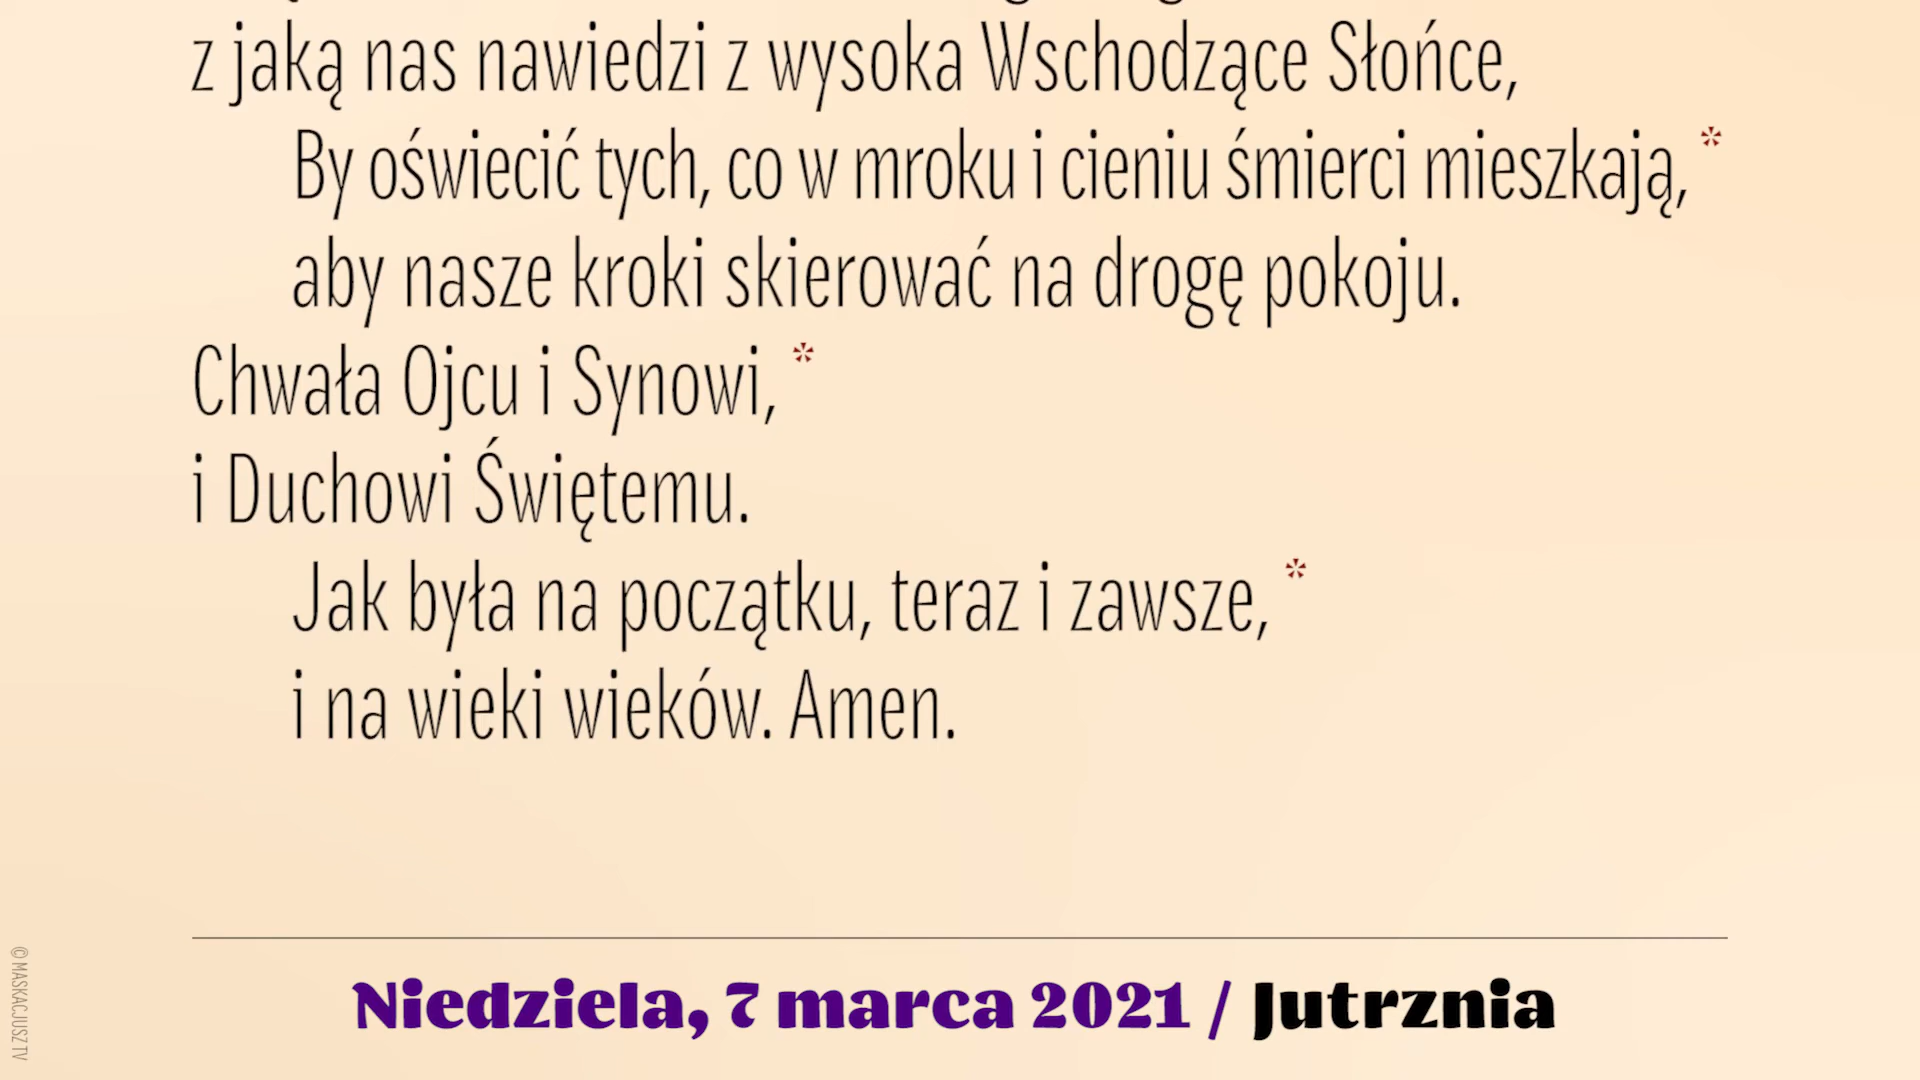 z jaką nas nawiedzi z wysoka Wschodzące Słońce,
By oświecić tych, co w mroku i cieniu śmierci mieszkają, *
aby nasze kroki skierować na drogę pokoju.
Chwała Ojcu i Synowi, *
i Duchowi Świętemu.
Jak była na początku, teraz i zawsze, *
i na wieki wieków. Amen.
Niedziela, 7 marca 2021 / Jutrznia
© MASKACJUSZ TV